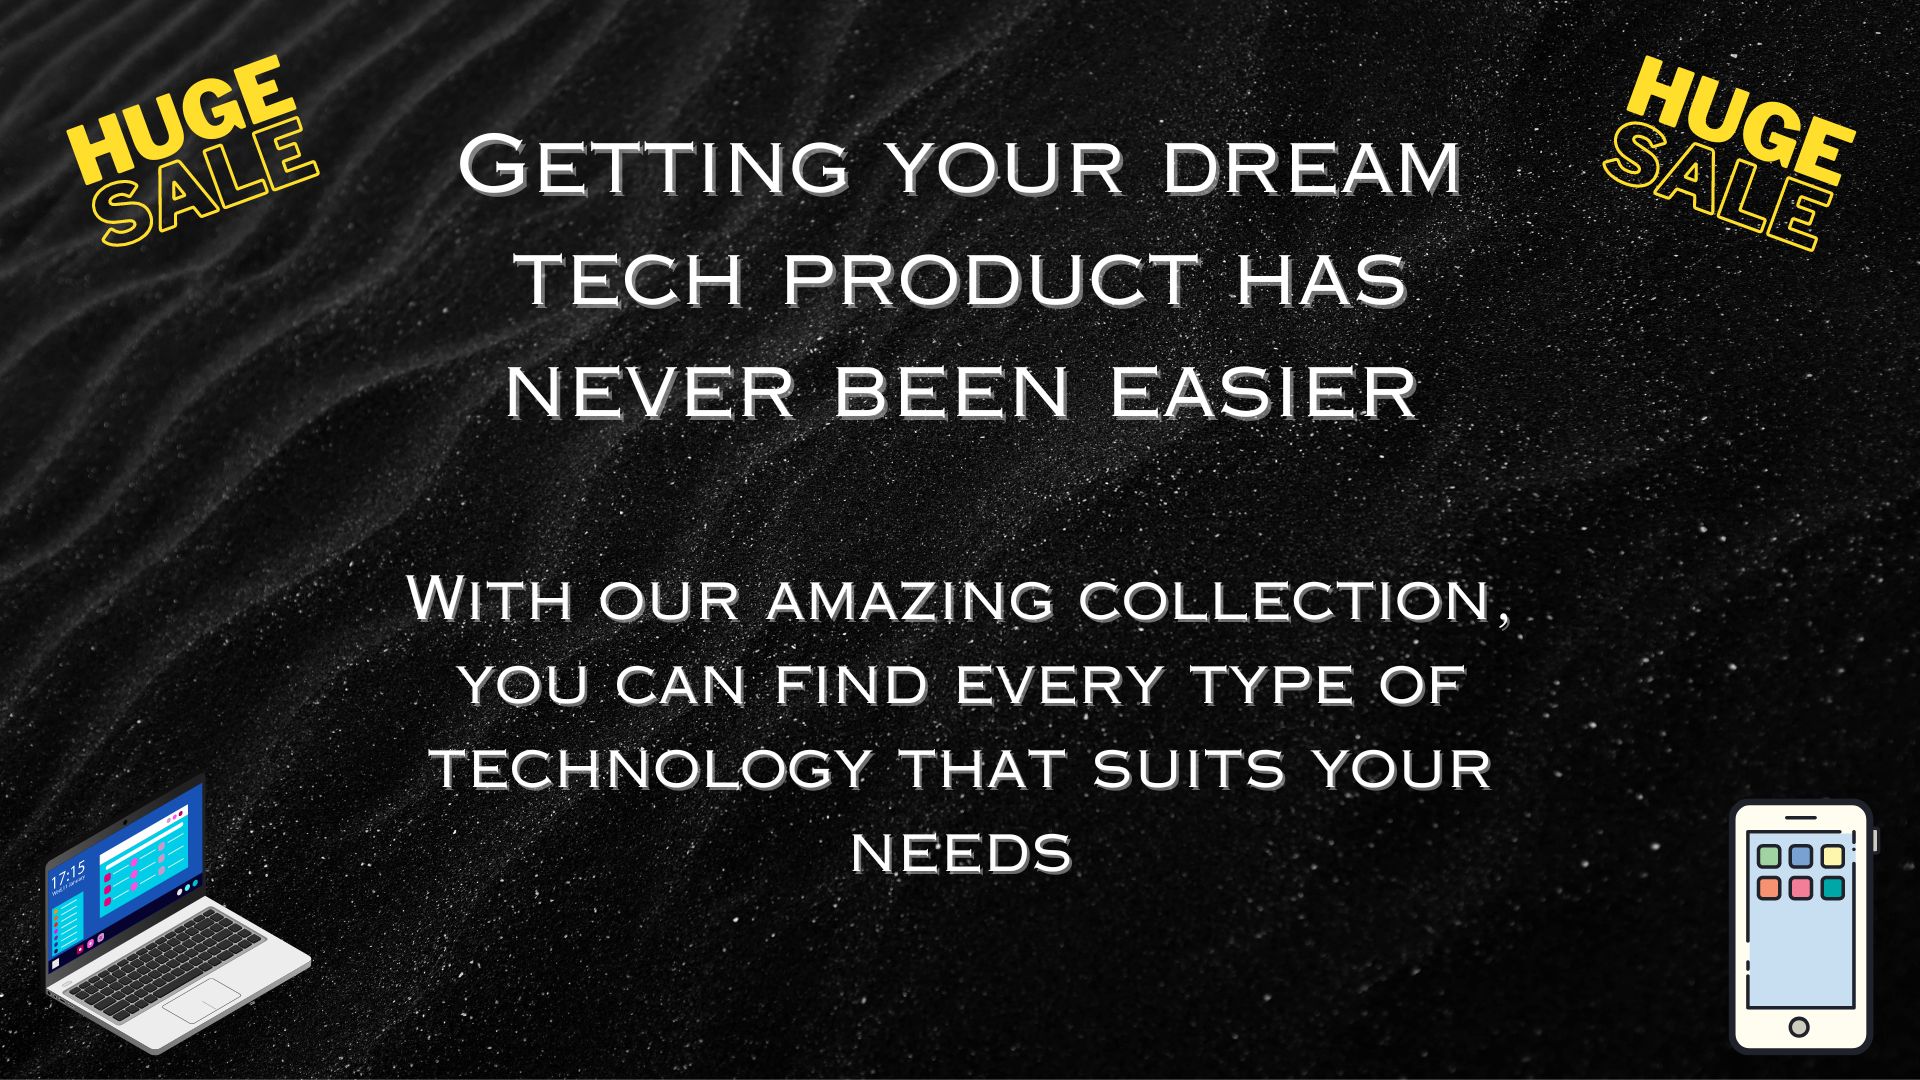 HUGE
SALE
HUGE
SALE
Getting your dream
tech product has
never been easier
With our amazing collection,
you can find every type of
technology that suits your
needs
17:15